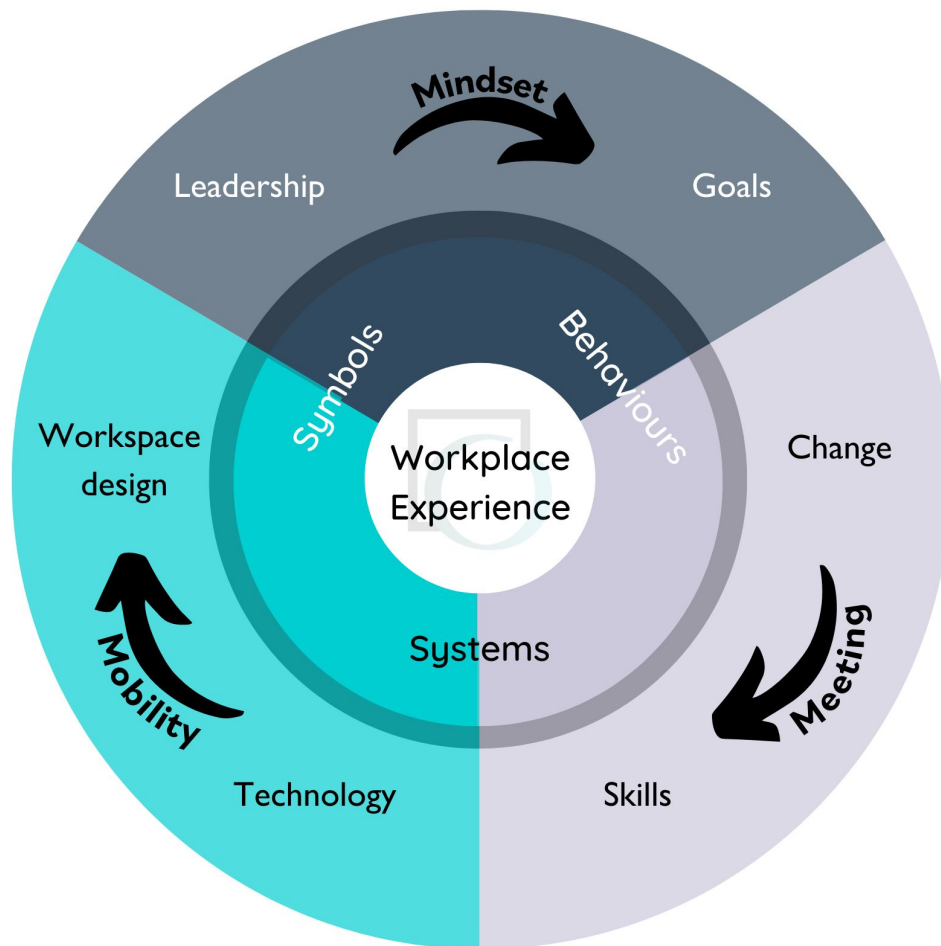 Mindset
Leadership
Goals
Symbols
Behaviours
Workspace
design
Workplace
Experience
Change
Systems
Mobility
Meeting
Technology
Skills